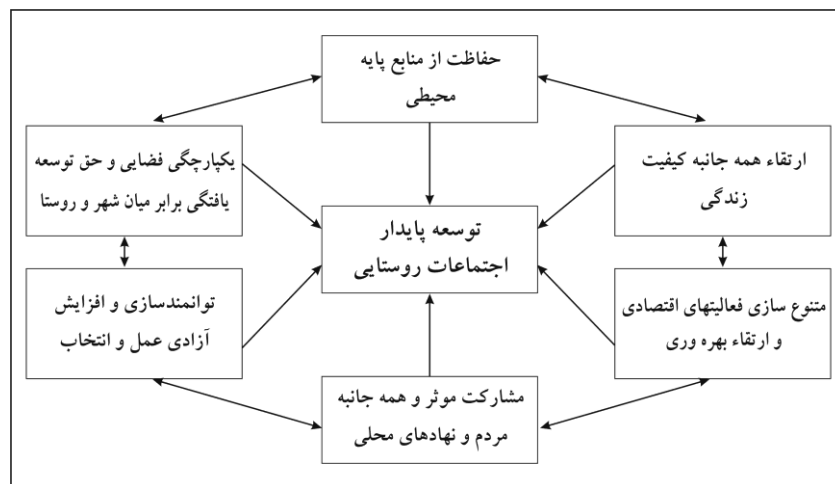 حفاظت از منابع پایه
محیطی
ارتقاء همه جانبه کیفیت
زندگی
یکپارچگی فضایی و حق توسعه
یافتگی برابر میان شهر و روستا
توسعه پایدار
اجتماعات روستایی
متنوع سازی فعالیتهای اقتصادی
و ارتقاء بهره وری
توانمندسازی و افزایش
آزادی عمل و انتخاب
مشارکت موثر و همه جانبه
مردم و نهادهای محلی